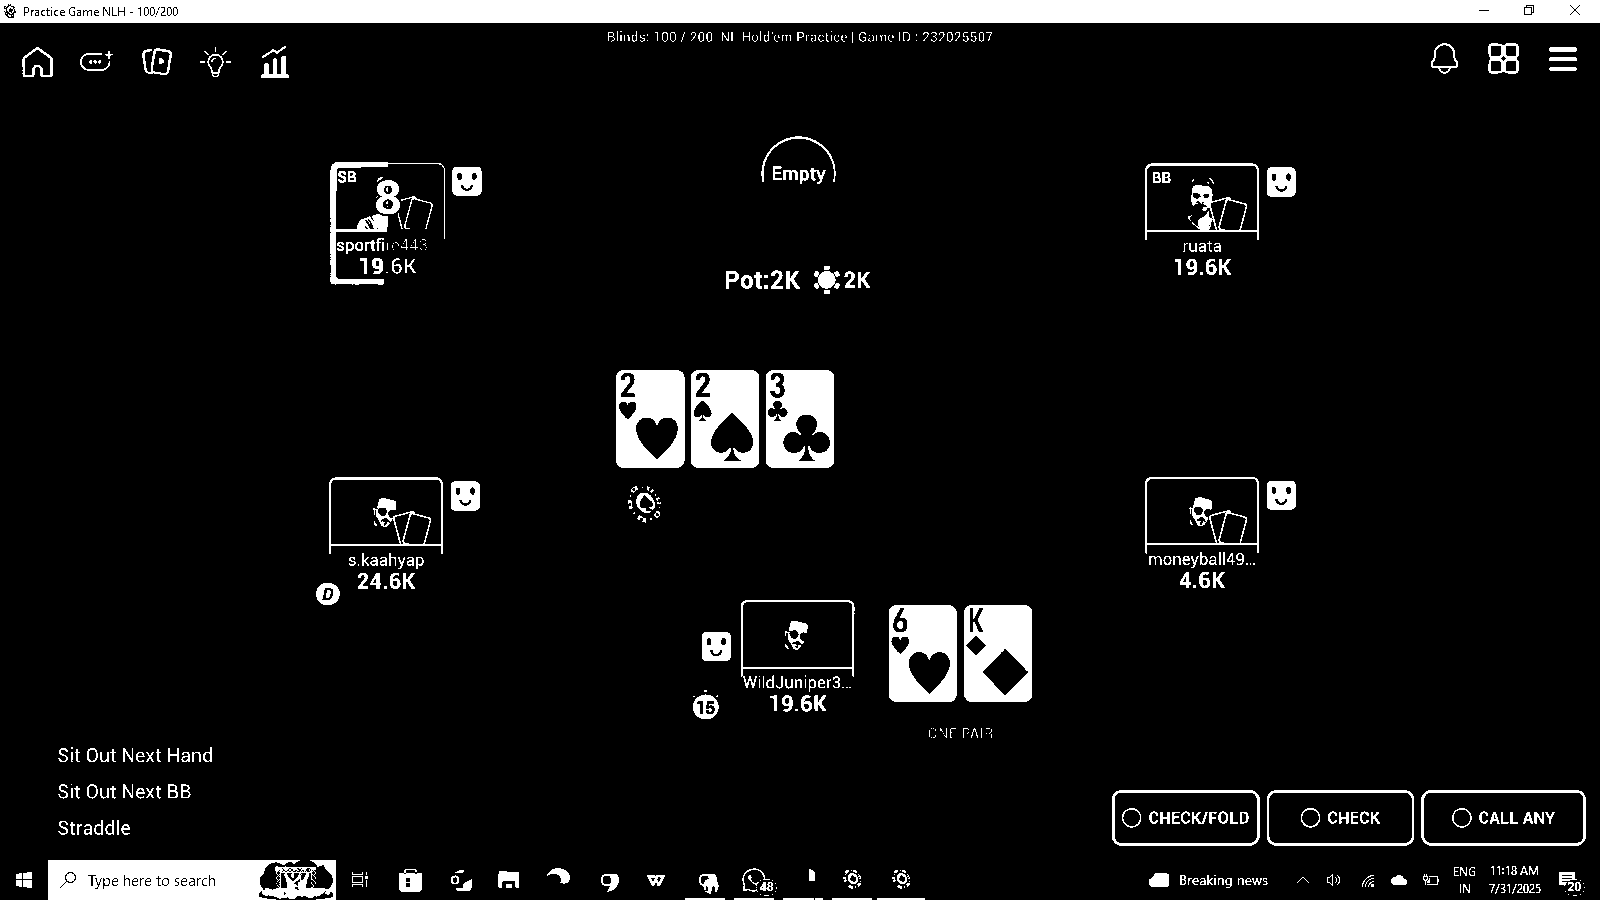 Practice Game NLH - 100/200
Blinds: 100 / 200 NL Hold'em Practice | Game ID : 232025507
Empty
SB
sportfire443
19.6K
BB
ruata
19.6K
Pot:2K 2K
2 2 3
s.kaahyap
24.6K
D
moneyball49...
4.6K
6 K
WildJuniper3...
19.6K
15
ONE PAIR
Sit Out Next Hand
Sit Out Next BB
Straddle
CHECK/FOLD CHECK CALL ANY
Type here to search
48
Breaking news
ENG
IN
11:18 AM
7/31/2025
20